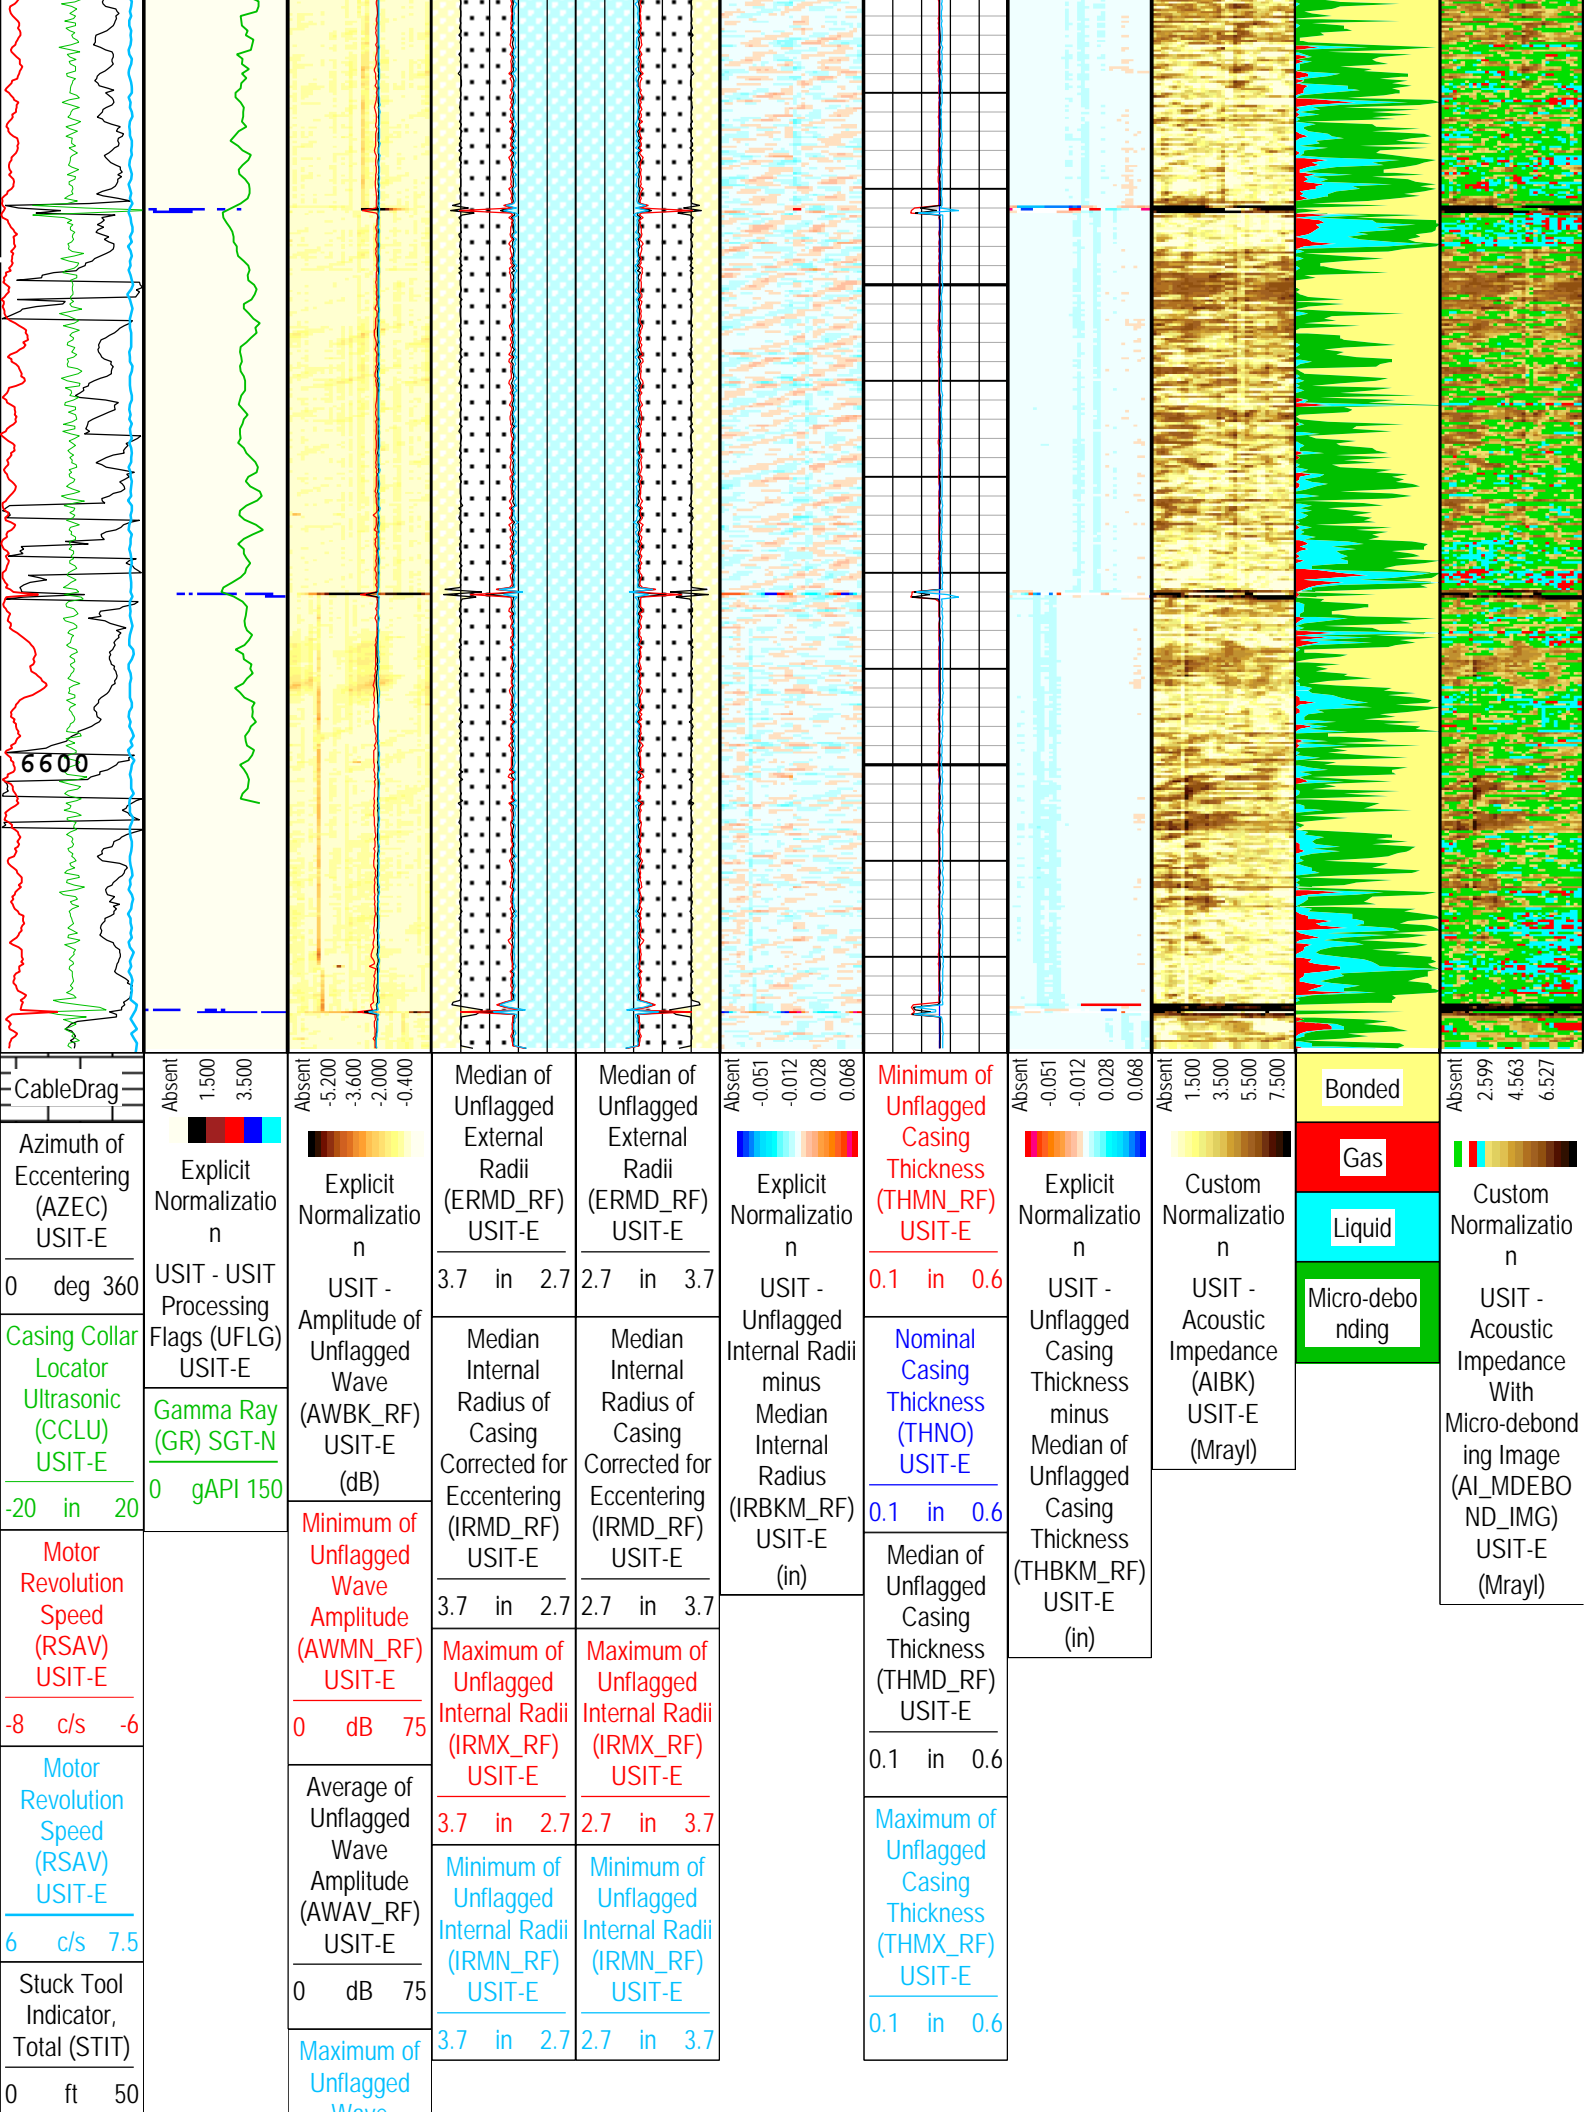 6600
CableDrag
Azimuth of
Eccentering
(AZEC)
USIT-E
0 deg 360
Casing Collar
Locator
Ultrasonic
(CCLU)
USIT-E
-20 in 20
Motor
Revolution
Speed
(RSAV)
USIT-E
-8 c/s -6
Motor
Revolution
Speed
(RSAV)
USIT-E
6 c/s 7.5
Stuck Tool
Indicator,
Total (STIT)
0 ft 50
Absent
1.500
3.500
Explicit
Normalizatio
n
USIT - USIT
Processing
Flags (UFLG)
USIT-E
Gamma Ray
(GR) SGT-N
0 gAPI 150
Absent
-5.200
-3.600
-2.000
-0.400
Explicit
Normalizatio
n
USIT -
Amplitude of
Unflagged
Wave
(AWBK_RF)
USIT-E
(dB)
Minimum of
Unflagged
Wave
Amplitude
(AWMN_RF)
USIT-E
0 dB 75
Average of
Unflagged
Wave
Amplitude
(AWAV_RF)
USIT-E
0 dB 75
Maximum of
Unflagged
Wave
Median of
Unflagged
External
Radii
(ERMD_RF)
USIT-E
3.7 in 2.7
Median
Internal
Radius of
Casing
Corrected for
Eccentering
(IRMD_RF)
USIT-E
3.7 in 2.7
Maximum of
Unflagged
Internal Radii
(IRMX_RF)
USIT-E
3.7 in 2.7
Minimum of
Unflagged
Internal Radii
(IRMN_RF)
USIT-E
3.7 in 2.7
Median of
Unflagged
External
Radii
(ERMD_RF)
USIT-E
2.7 in 3.7
Median
Internal
Radius of
Casing
Corrected for
Eccentering
(IRMD_RF)
USIT-E
2.7 in 3.7
Maximum of
Unflagged
Internal Radii
(IRMX_RF)
USIT-E
2.7 in 3.7
Minimum of
Unflagged
Internal Radii
(IRMN_RF)
USIT-E
2.7 in 3.7
Absent
-0.051
-0.012
0.028
0.068
Explicit
Normalizatio
n
USIT -
Unflagged
Internal Radii
minus
Median
Internal
Radius
(IRBKM_RF)
USIT-E
(in)
Minimum of
Unflagged
Casing
Thickness
(THMN_RF)
USIT-E
0.1 in 0.6
Nominal
Casing
Thickness
(THNO)
USIT-E
0.1 in 0.6
Median of
Unflagged
Casing
Thickness
(THMD_RF)
USIT-E
0.1 in 0.6
Maximum of
Unflagged
Casing
Thickness
(THMX_RF)
USIT-E
0.1 in 0.6
Absent
-0.051
-0.012
0.028
0.068
Explicit
Normalizatio
n
USIT -
Unflagged
Casing
Thickness
minus
Median of
Unflagged
Casing
Thickness
(THBKM_RF)
USIT-E
(in)
Absent
1.500
3.500
5.500
7.500
Custom
Normalizatio
n
USIT -
Acoustic
Impedance
(AIBK)
USIT-E
(Mrayl)
Bonded
Gas
Liquid
Micro-debo
nding
Absent
2.599
4.563
6.527
Custom
Normalizatio
n
USIT -
Acoustic
Impedance
With
Micro-debond
ing Image
(AI_MDEBO
ND_IMG)
USIT-E
(Mrayl)